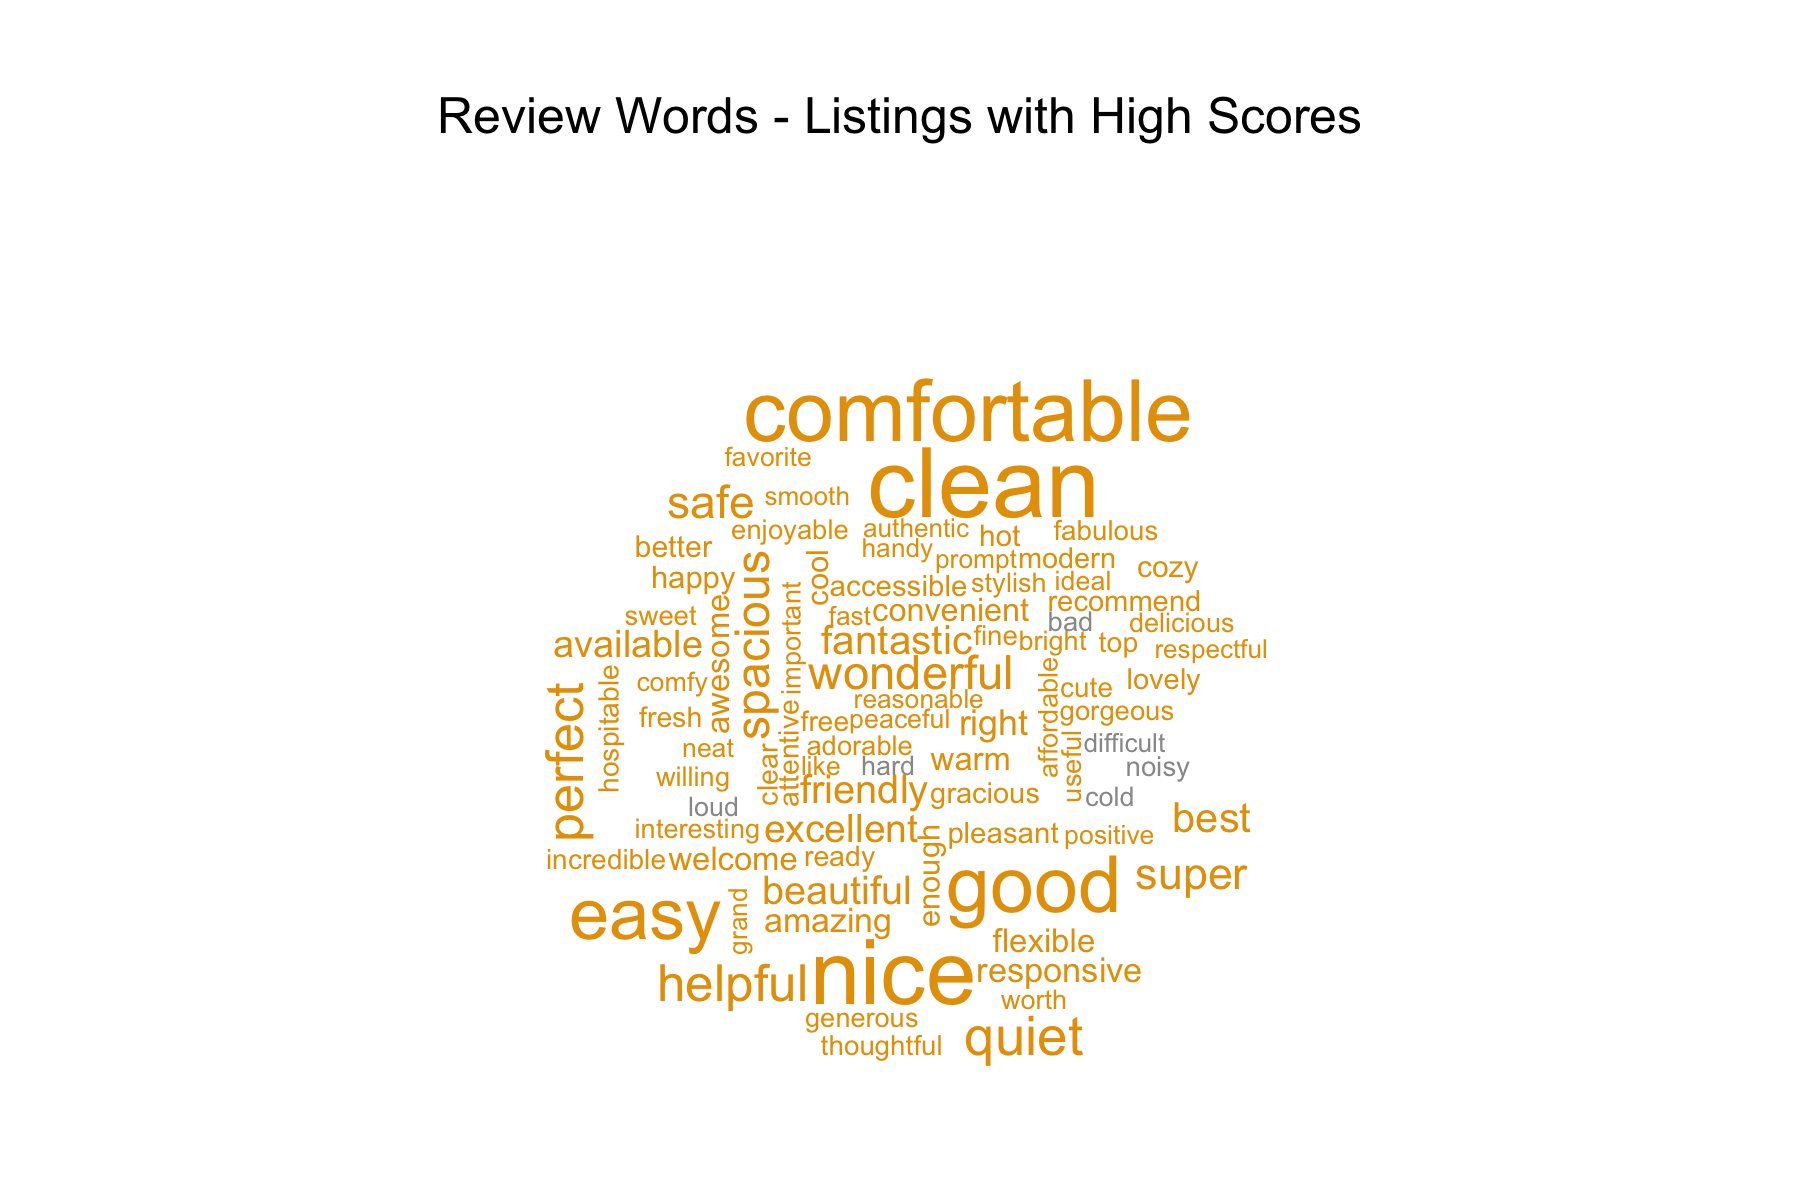 Review Words - Listings with High Scores
comfortable
favorite
clean
safe
smooth
enjoyable
authentic
hot
fabulous
better
handy
prompt
modern
cozy
happy
spacious
cool
accessible
stylish
ideal
sweet
awesome
important
fast
convenient
recommend
bad
delicious
available
fantastic
fine
bright
top
respectful
perfect
hospitable
comfy
wonderful
affordable
cute
lovely
fresh
attentive
reasonable
free
peaceful
right
gorgeous
neat
clear
adorable
useful
difficult
willing
like
hard
warm
noisy
loud
friendly
gracious
cold
interesting
excellent
enough
pleasant
positive
best
incredible
welcome
ready
easy
grand
beautiful
good
super
amazing
flexible
helpful
nice
responsive
worth
generous
thoughtful
quiet